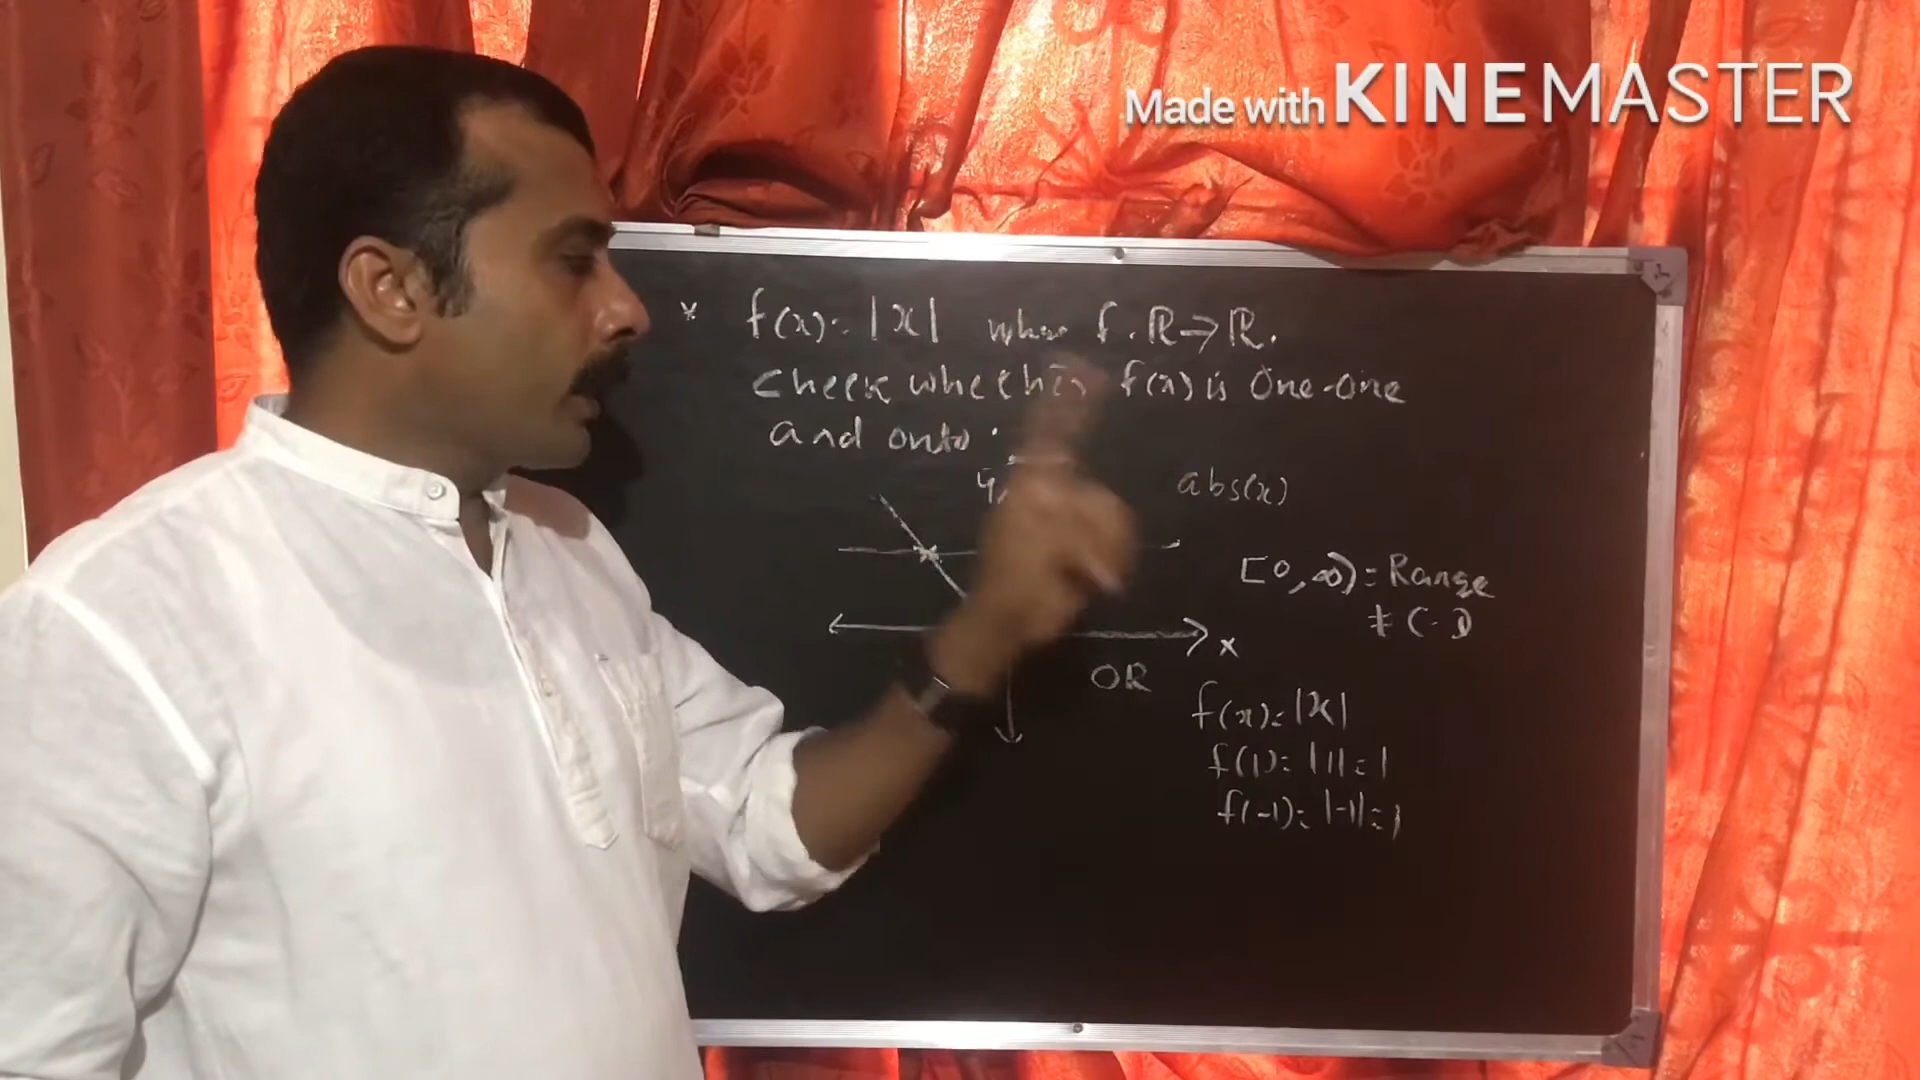 Made with KINEMASTER
* f(x)= |x| where f: R→R.
check whether f(x) is One-One
and onto.
y
abs(x)
[0,∞)= Range
≠ C.D
x
OR
f(x)= |x|
f(1)= |1|=1
f(-1)= |-1|=1